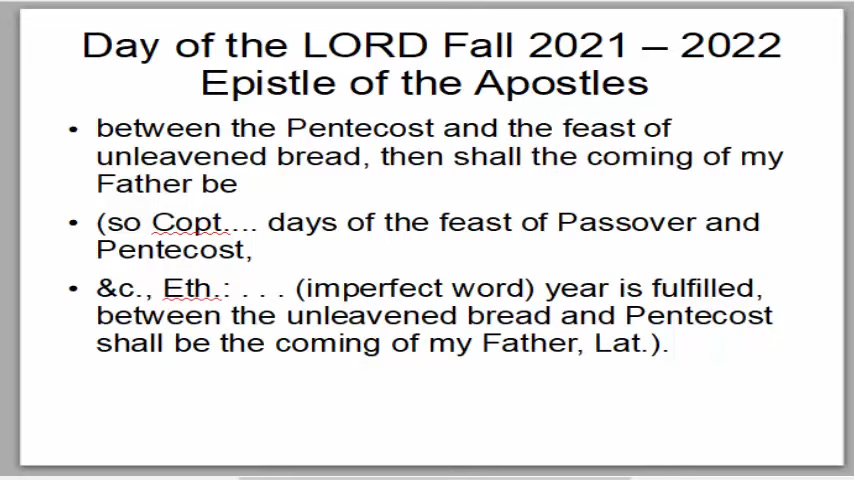 Day of the LORD Fall 2021 – 2022
Epistle of the Apostles
• between the Pentecost and the feast of
unleavened bread, then shall the coming of my
Father be
• (so Copt.... days of the feast of Passover and
Pentecost,
• &c., Eth.: . . . (imperfect word) year is fulfilled,
between the unleavened bread and Pentecost
shall be the coming of my Father, Lat.).